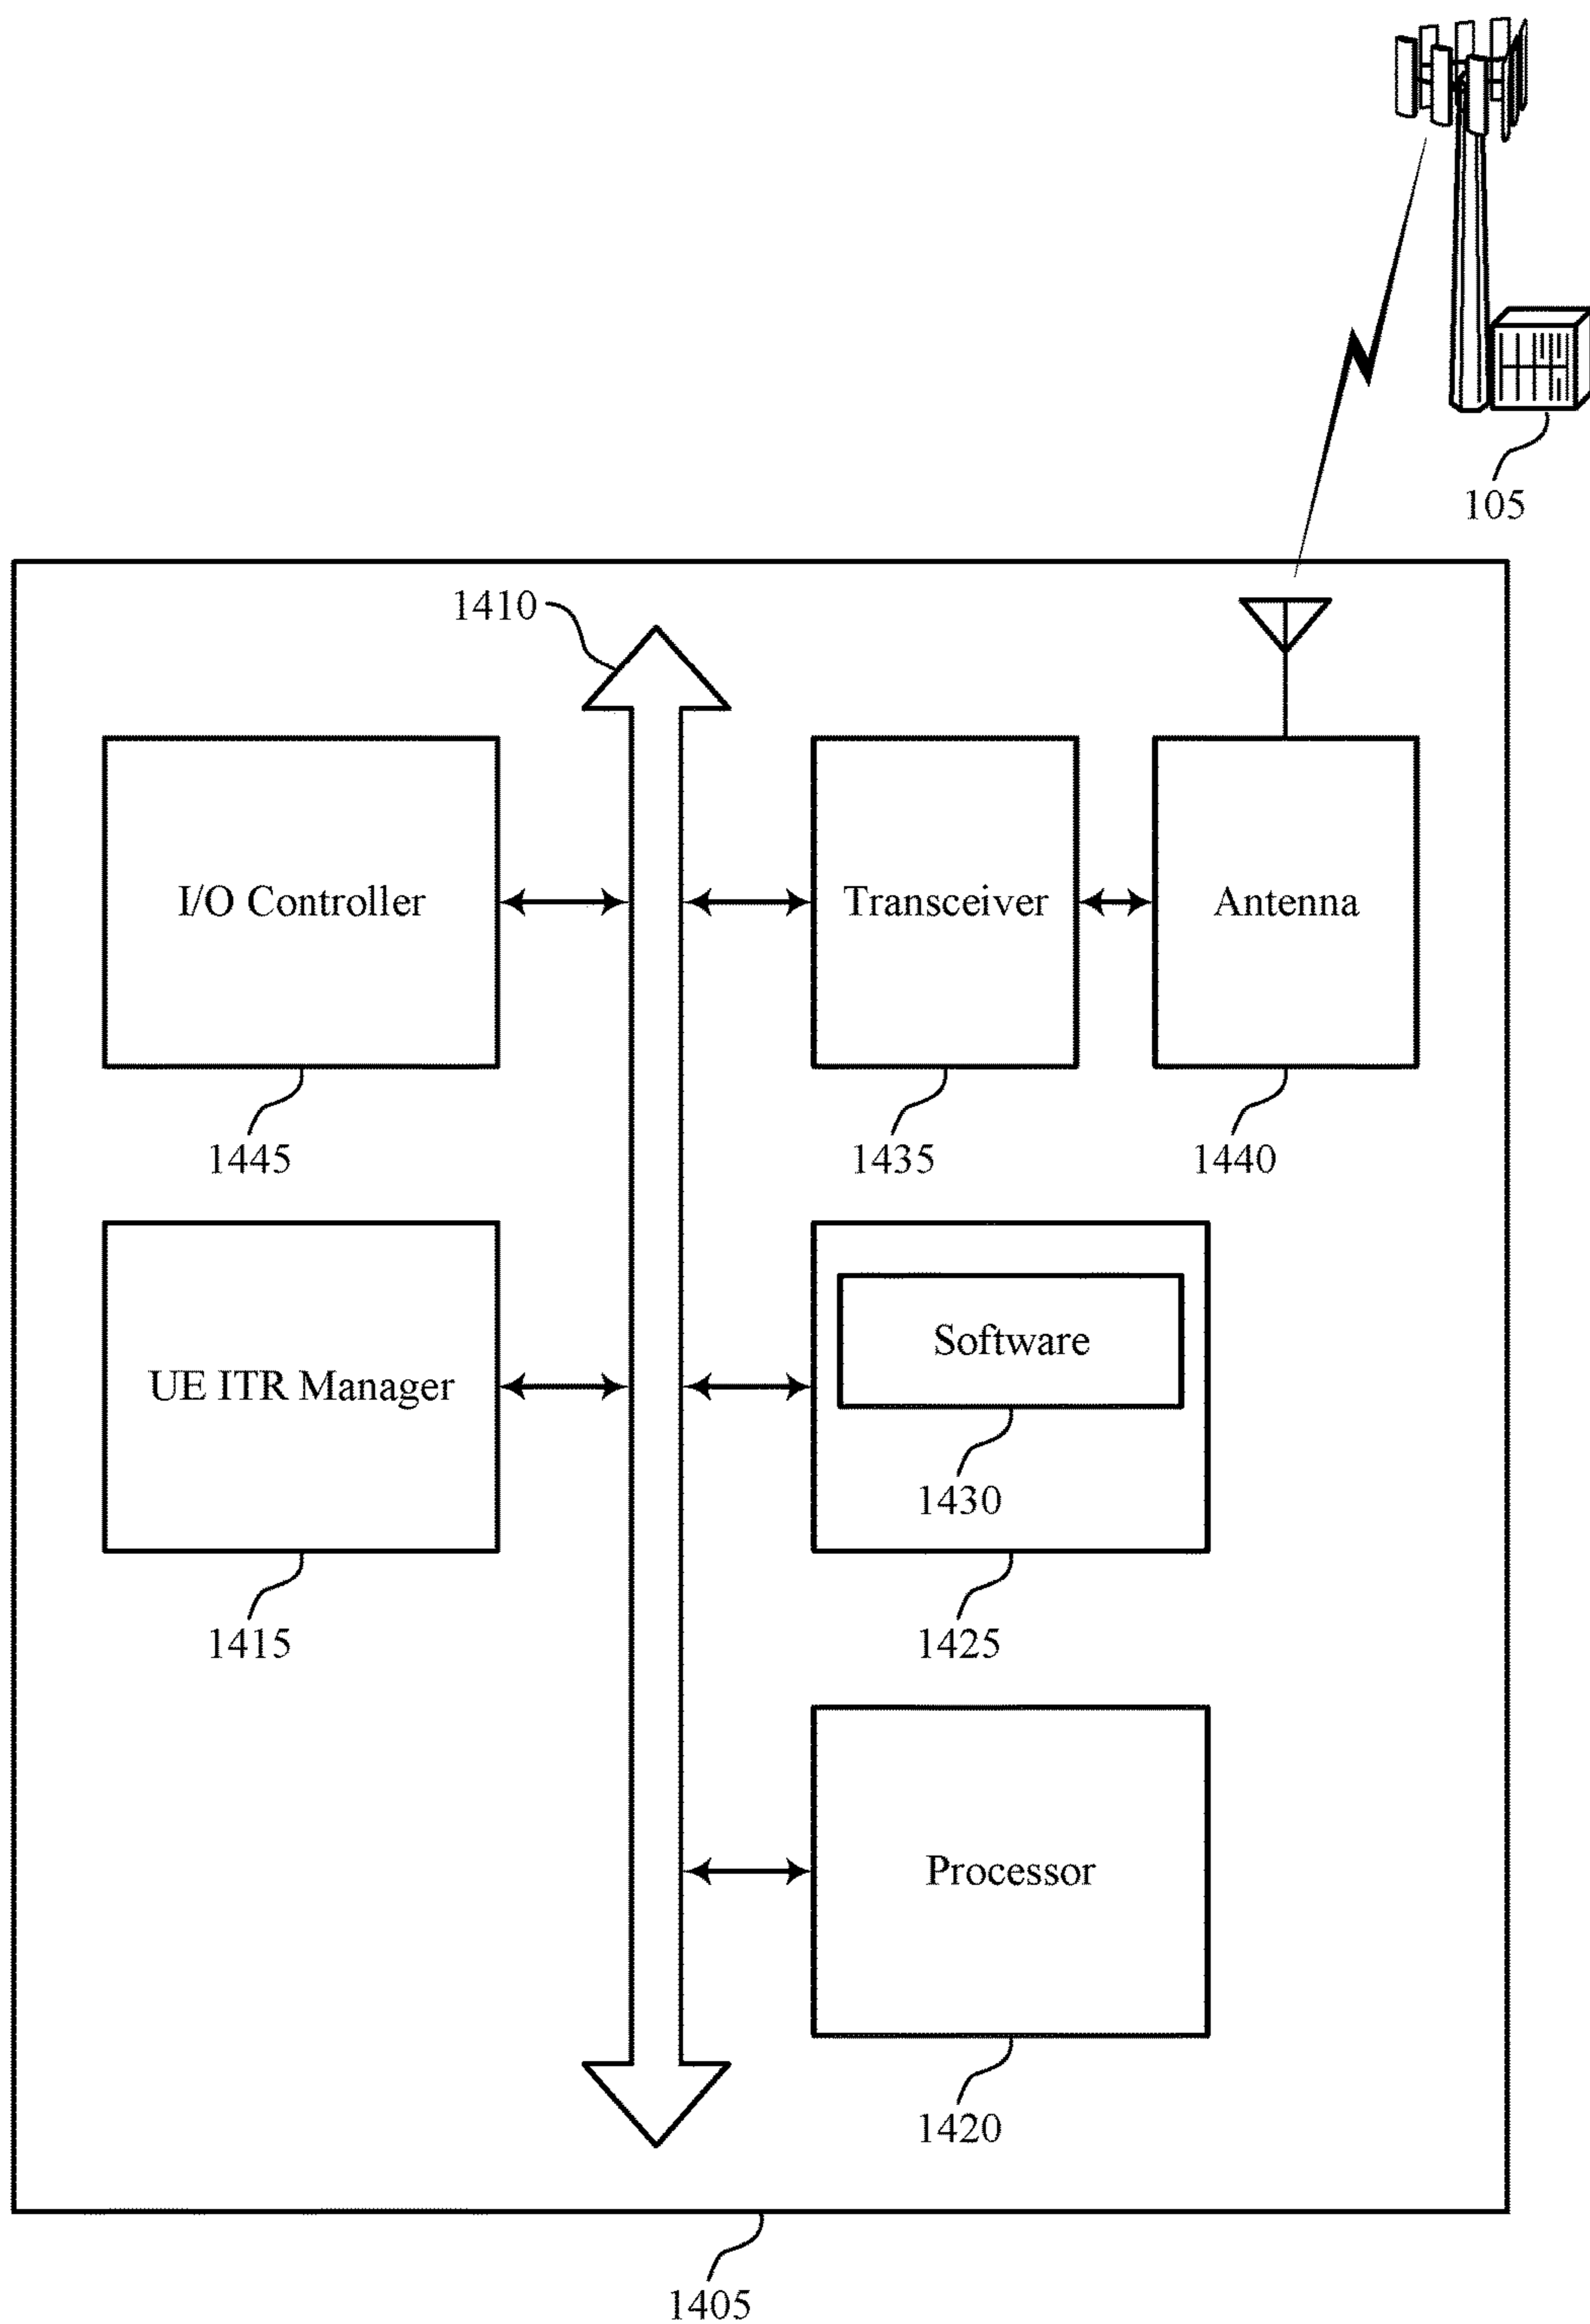 105
1410
I/O Controller
Transceiver
Antenna
1445
1435
1440
UE ITR Manager
Software
1430
1415
1425
Processor
1420
1405